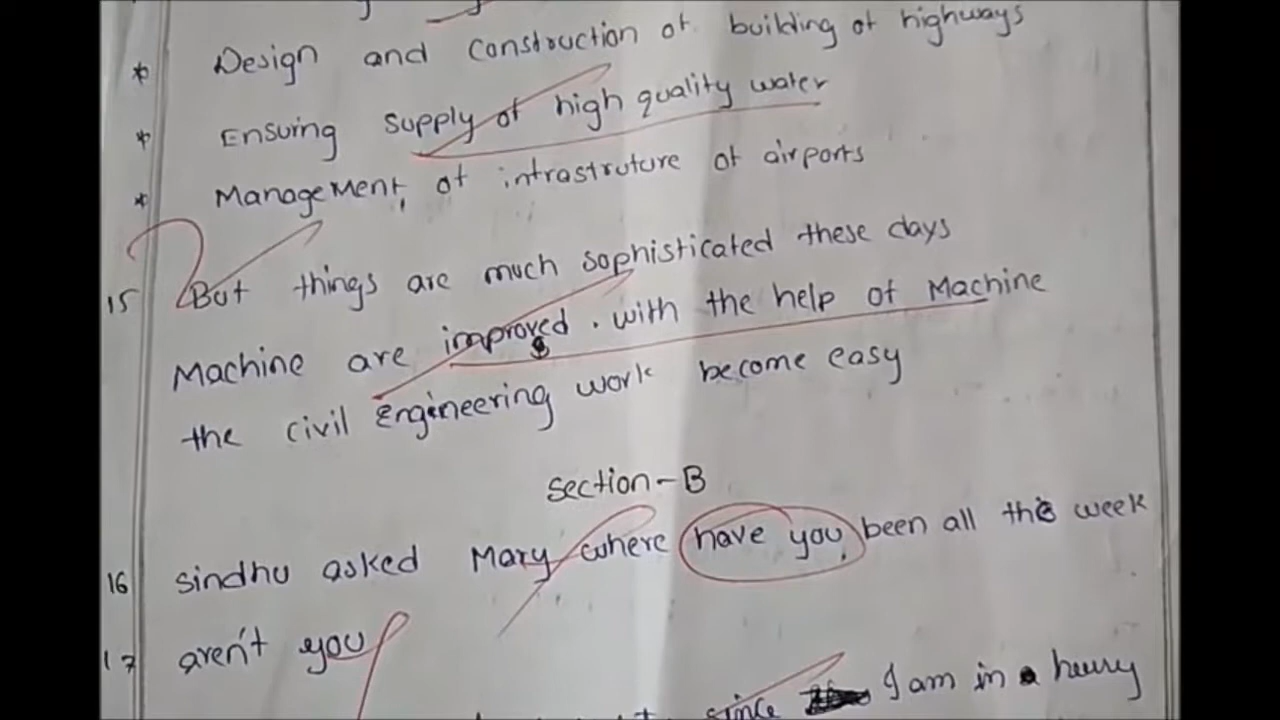 * Design and construction of building of highways
* Ensuring supply of high quality water
* Management of intrastruture of airports
15 But things are much sophisticated these days
Machine are improved. with the help of Machine
the civil Engineering work become easy
Section-B
16 sindhu asked Mary where have you been all the week
17 aren't you
since I am in a heurry